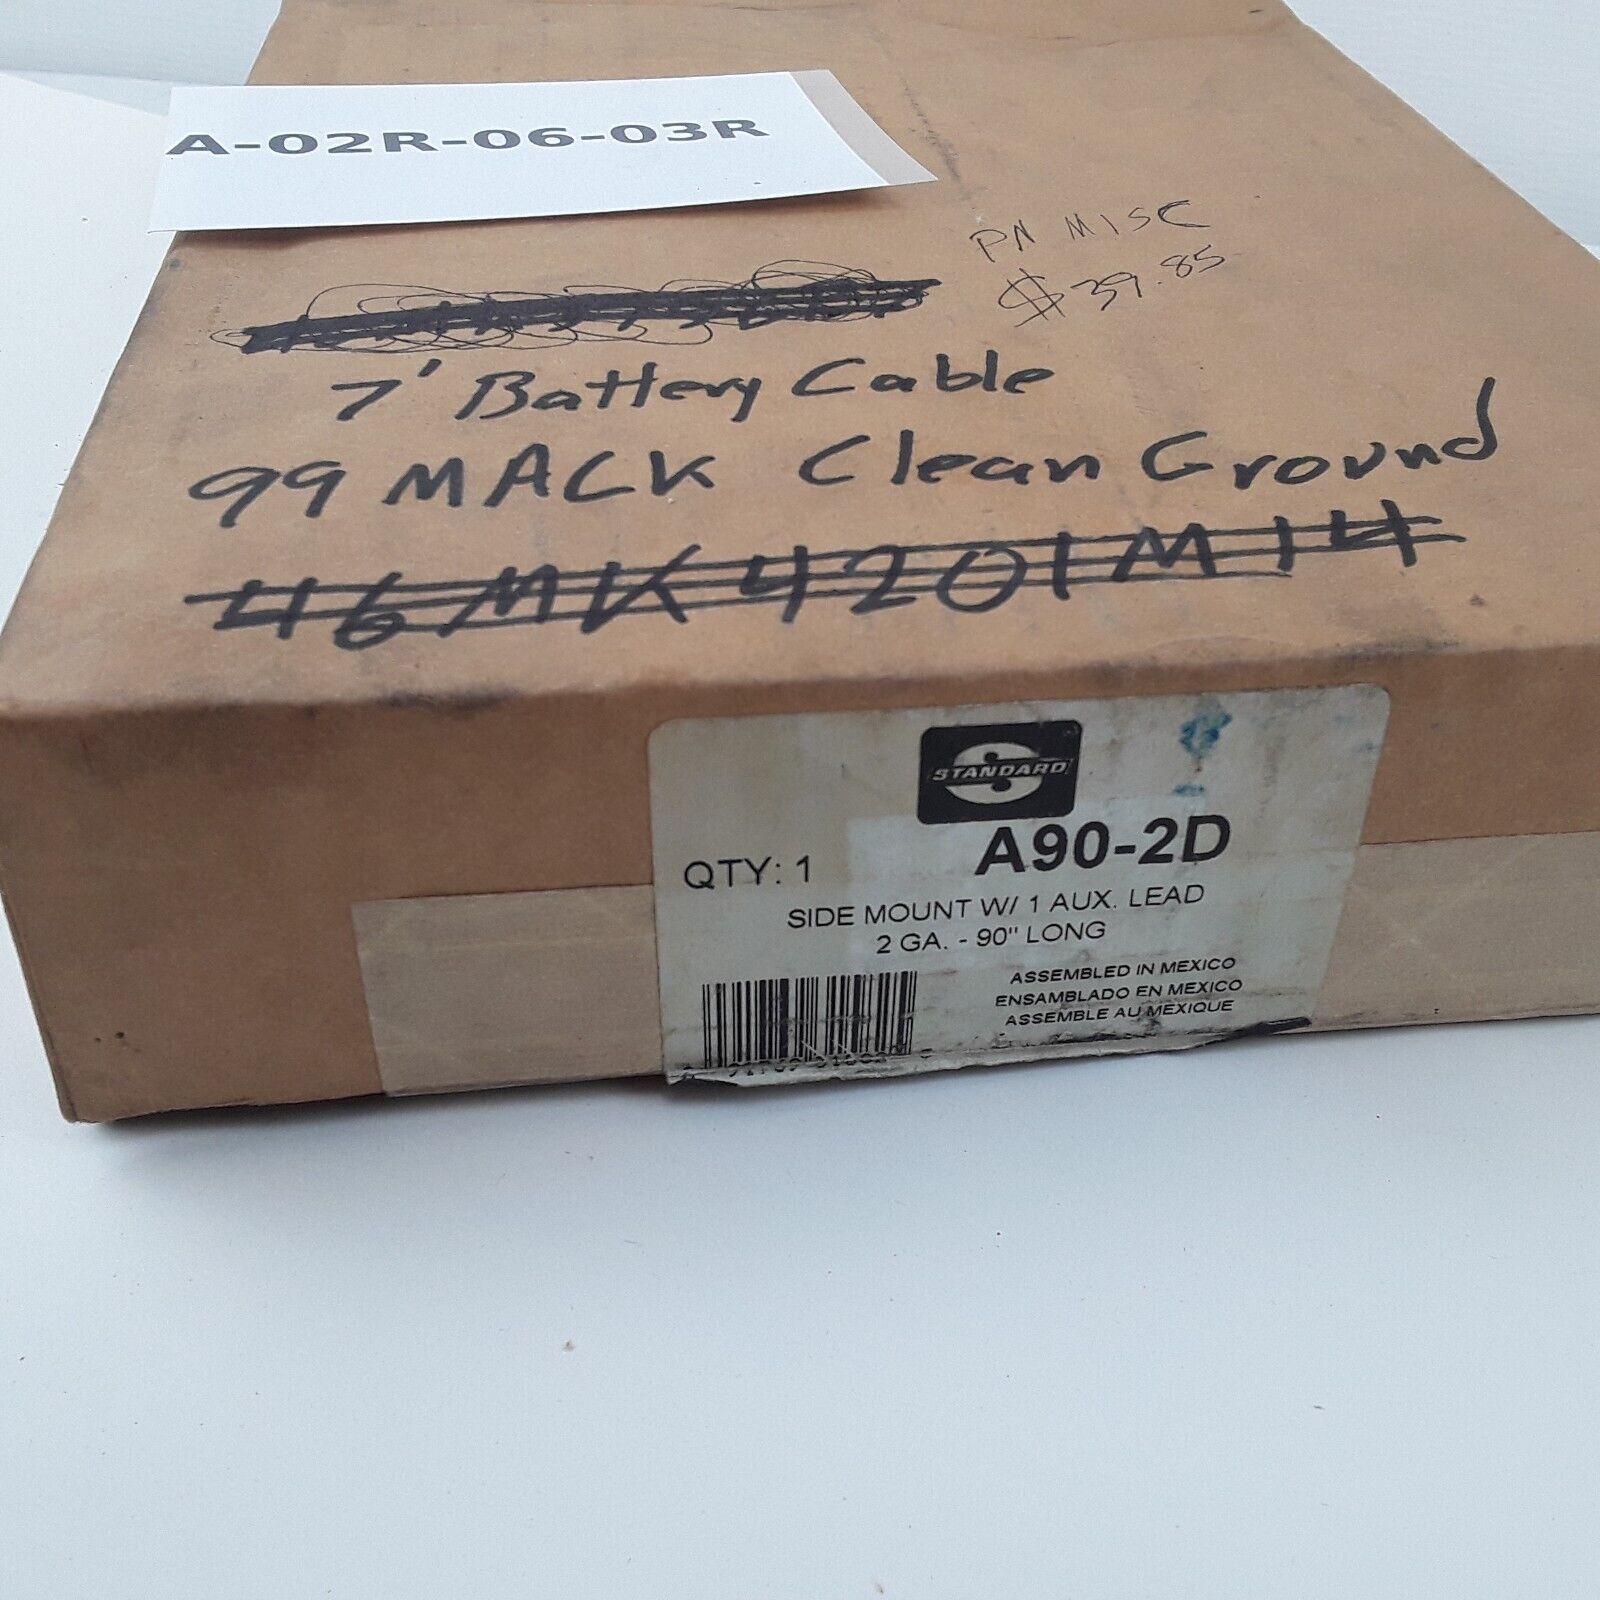 A-02R-06-03R
PN MISC
$39.85
7' Battery Cable
99 MACK Clean Ground
46MK4201M14
STANDARD
A90-2D
QTY: 1
SIDE MOUNT W/ 1 AUX. LEAD
2 GA. - 90" LONG
ASSEMBLED IN MEXICO
ENSAMBLADO EN MEXICO
ASSEMBLE AU MEXIQUE